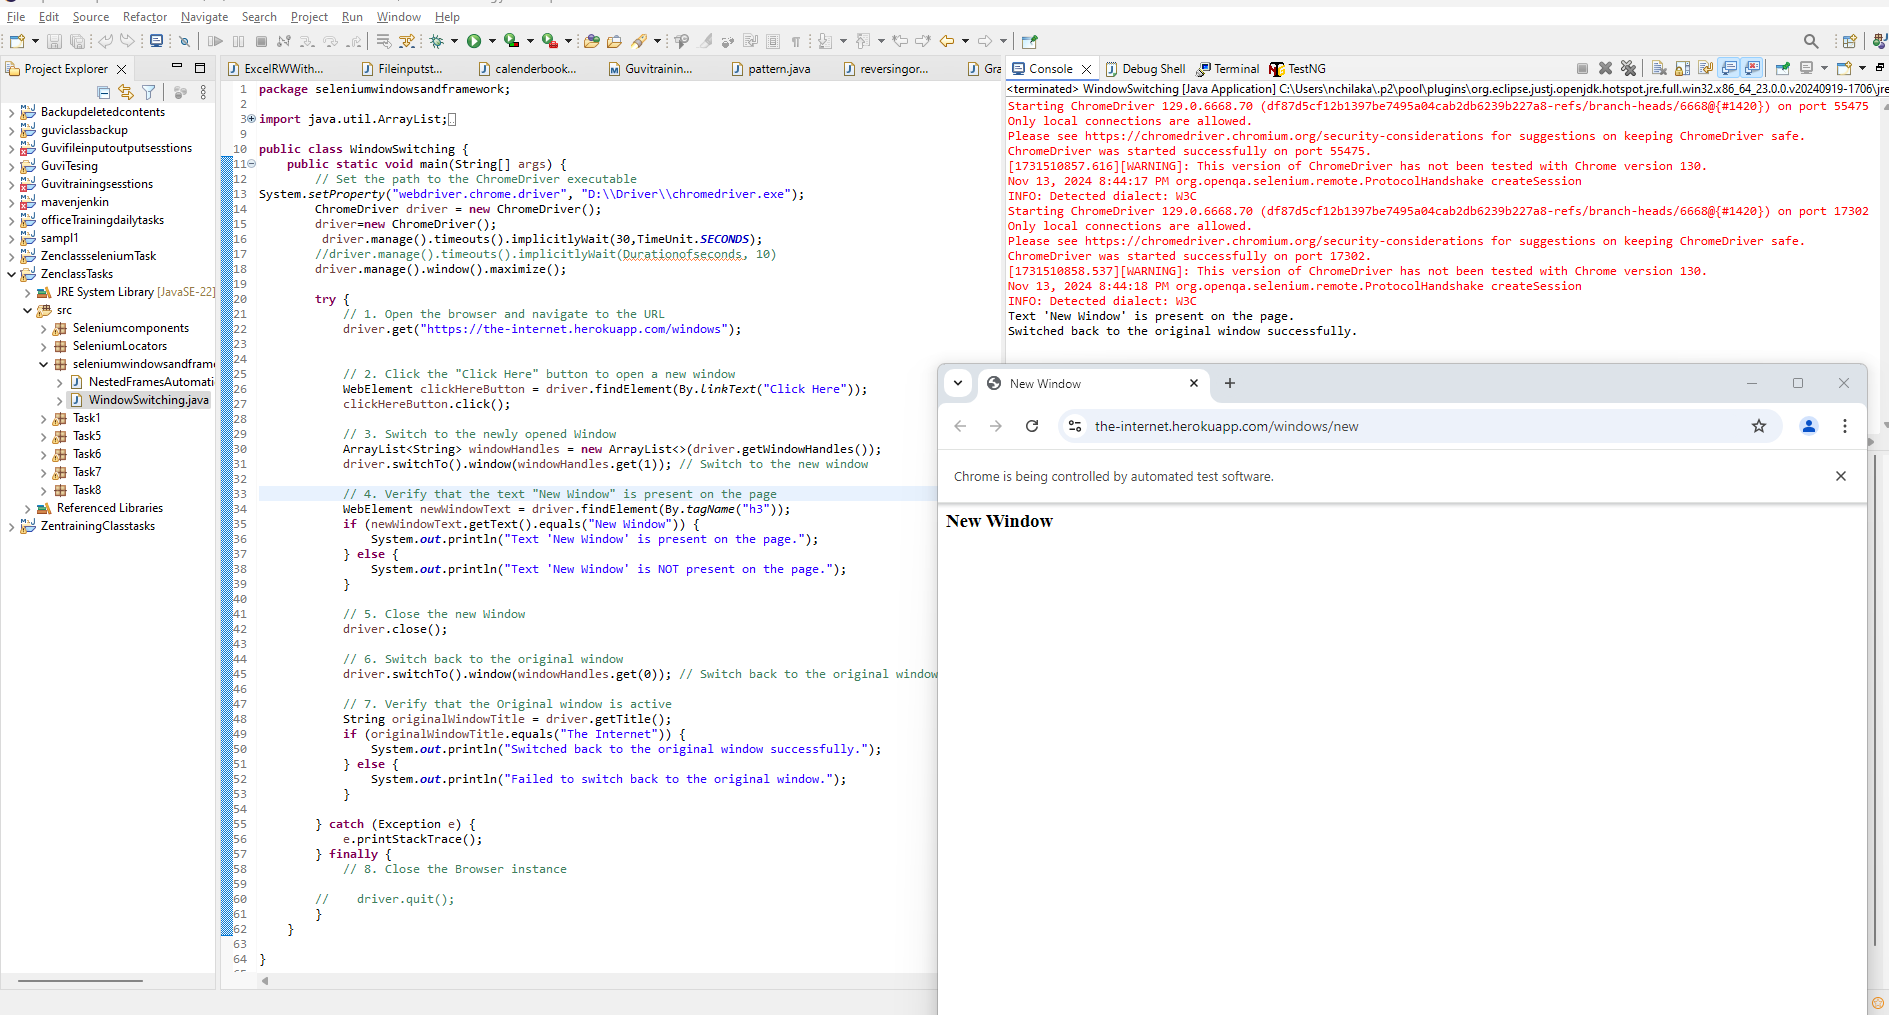 File Edit Source Refactor Navigate Search Project Run Window Help
Project Explorer
Backupdeletedcontents
guviclassbackup
Guvifileinputoutputsesstions
GuviTesing
Guvitrainingsesstions
mavenjenkin
officeTrainingdailytasks
sampl1
ZenclassseleniumTask
ZenclassTasks
JRE System Library [JavaSE-22]
src
Seleniumcomponents
SeleniumLocators
seleniumwindowsandframe
NestedFramesAutomati
WindowSwitching.java
Task1
Task5
Task6
Task7
Task8
Referenced Libraries
ZentrainingClasstasks
ExcelRWWith... Fileinputst... calenderbook... Guvitrainin... pattern.java reversingor... Gra
1 package seleniumwindowsandframework;
2
3 import java.util.ArrayList;
9
10 public class WindowSwitching {
11 public static void main(String[] args) {
12 // Set the path to the ChromeDriver executable
13 System.setProperty("webdriver.chrome.driver", "D:\\Driver\\chromedriver.exe");
14 ChromeDriver driver = new ChromeDriver();
15 driver=new ChromeDriver();
16 driver.manage().timeouts().implicitlyWait(30,TimeUnit.SECONDS);
17 //driver.manage().timeouts().implicitlyWait(Durationofseconds, 10)
18 driver.manage().window().maximize();
19
20 try {
21 // 1. Open the browser and navigate to the URL
22 driver.get("https://the-internet.herokuapp.com/windows");
23
24
25 // 2. Click the "Click Here" button to open a new window
26 WebElement clickHereButton = driver.findElement(By.linkText("Click Here"));
27 clickHereButton.click();
28
29 // 3. Switch to the newly opened Window
30 ArrayList<String> windowHandles = new ArrayList<>(driver.getWindowHandles());
31 driver.switchTo().window(windowHandles.get(1)); // Switch to the new window
32
33 // 4. Verify that the text "New Window" is present on the page
34 WebElement newWindowText = driver.findElement(By.tagName("h3"));
35 if (newWindowText.getText().equals("New Window")) {
36 System.out.println("Text 'New Window' is present on the page.");
37 } else {
38 System.out.println("Text 'New Window' is NOT present on the page.");
39 }
40
41 // 5. Close the new Window
42 driver.close();
43
44 // 6. Switch back to the original window
45 driver.switchTo().window(windowHandles.get(0)); // Switch back to the original window
46
47 // 7. Verify that the Original window is active
48 String originalWindowTitle = driver.getTitle();
49 if (originalWindowTitle.equals("The Internet")) {
50 System.out.println("Switched back to the original window successfully.");
51 } else {
52 System.out.println("Failed to switch back to the original window.");
53 }
54
55 } catch (Exception e) {
56 e.printStackTrace();
57 } finally {
58 // 8. Close the Browser instance
59
60 // driver.quit();
61 }
62 }
63
64 }
Console Debug Shell Terminal TestNG
<terminated> WindowSwitching [Java Application] C:\Users\nchilaka\.p2\pool\plugins\org.eclipse.justj.openjdk.hotspot.jre.full.win32.x86_64_23.0.0.v20240919-1706\jre
Starting ChromeDriver 129.0.6668.70 (df87d5cf12b1397be7495a04cab2db6239b227a8-refs/branch-heads/6668@{#1420}) on port 55475
Only local connections are allowed.
Please see https://chromedriver.chromium.org/security-considerations for suggestions on keeping ChromeDriver safe.
ChromeDriver was started successfully on port 55475.
[1731510857.616][WARNING]: This version of ChromeDriver has not been tested with Chrome version 130.
Nov 13, 2024 8:44:17 PM org.openqa.selenium.remote.ProtocolHandshake createSession
INFO: Detected dialect: W3C
Starting ChromeDriver 129.0.6668.70 (df87d5cf12b1397be7495a04cab2db6239b227a8-refs/branch-heads/6668@{#1420}) on port 17302
Only local connections are allowed.
Please see https://chromedriver.chromium.org/security-considerations for suggestions on keeping ChromeDriver safe.
ChromeDriver was started successfully on port 17302.
[1731510858.537][WARNING]: This version of ChromeDriver has not been tested with Chrome version 130.
Nov 13, 2024 8:44:18 PM org.openqa.selenium.remote.ProtocolHandshake createSession
INFO: Detected dialect: W3C
Text 'New Window' is present on the page.
Switched back to the original window successfully.
New Window
the-internet.herokuapp.com/windows/new
Chrome is being controlled by automated test software.
New Window